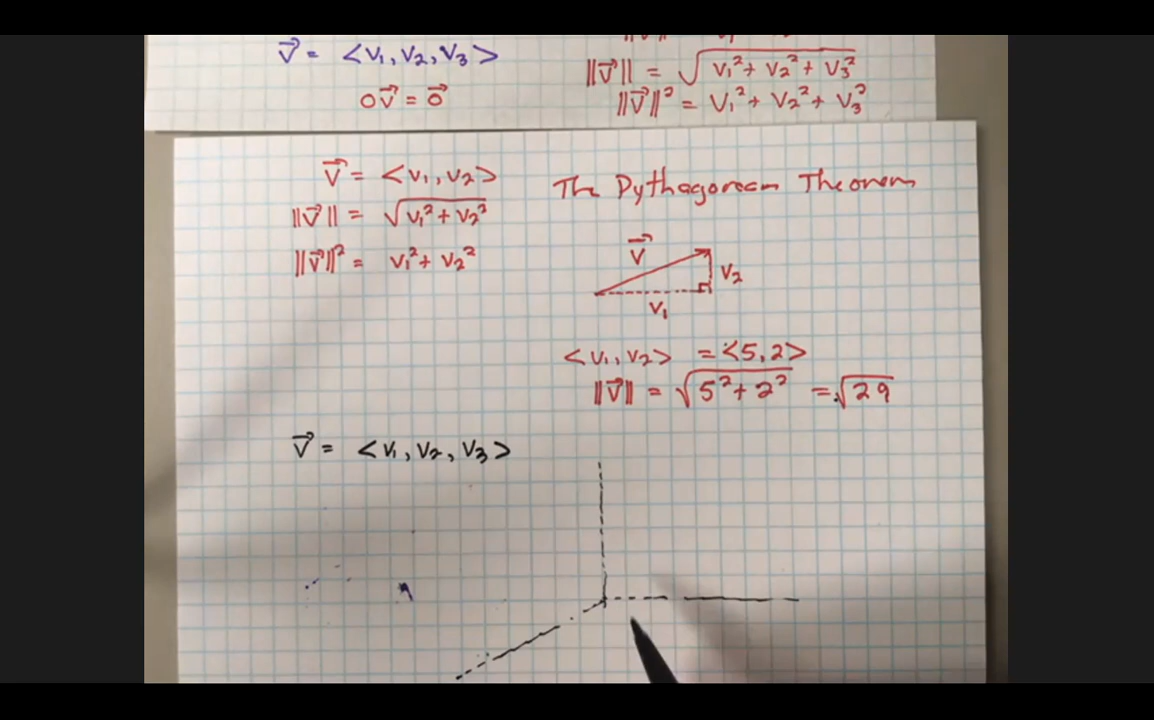 v⃗ = <v₁, v₂, v₃>
0v⃗ = 0⃗
||v⃗|| = √(v₁² + v₂² + v₃²)
||v⃗||² = v₁² + v₂² + v₃²
v⃗ = <v₁, v₂>
||v⃗|| = √(v₁² + v₂²)
||v⃗||² = v₁² + v₂²
The Pythagorean Theorem
v⃗
v₂
v₁
<v₁, v₂> = <5, 2>
||v⃗|| = √(5² + 2²) = √29
v⃗ = <v₁, v₂, v₃>